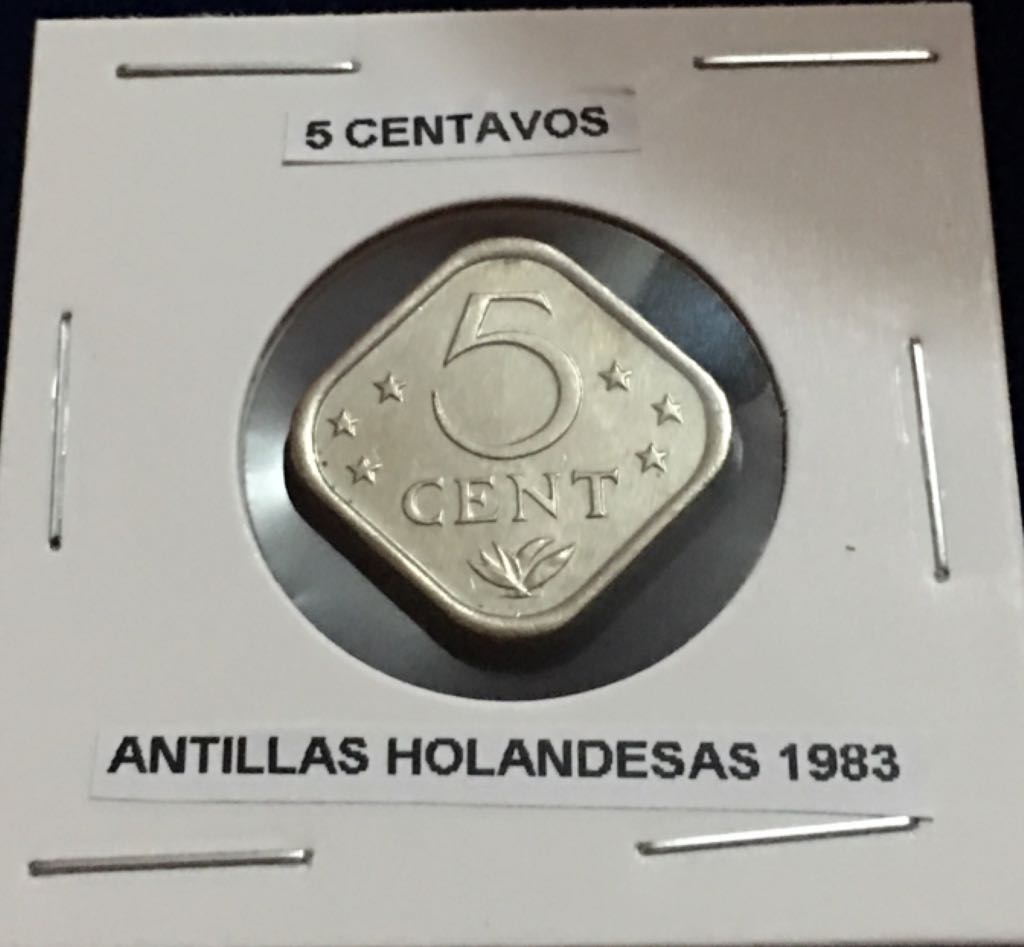 5 CENTAVOS
5
CENT
ANTILLAS HOLANDESAS 1983